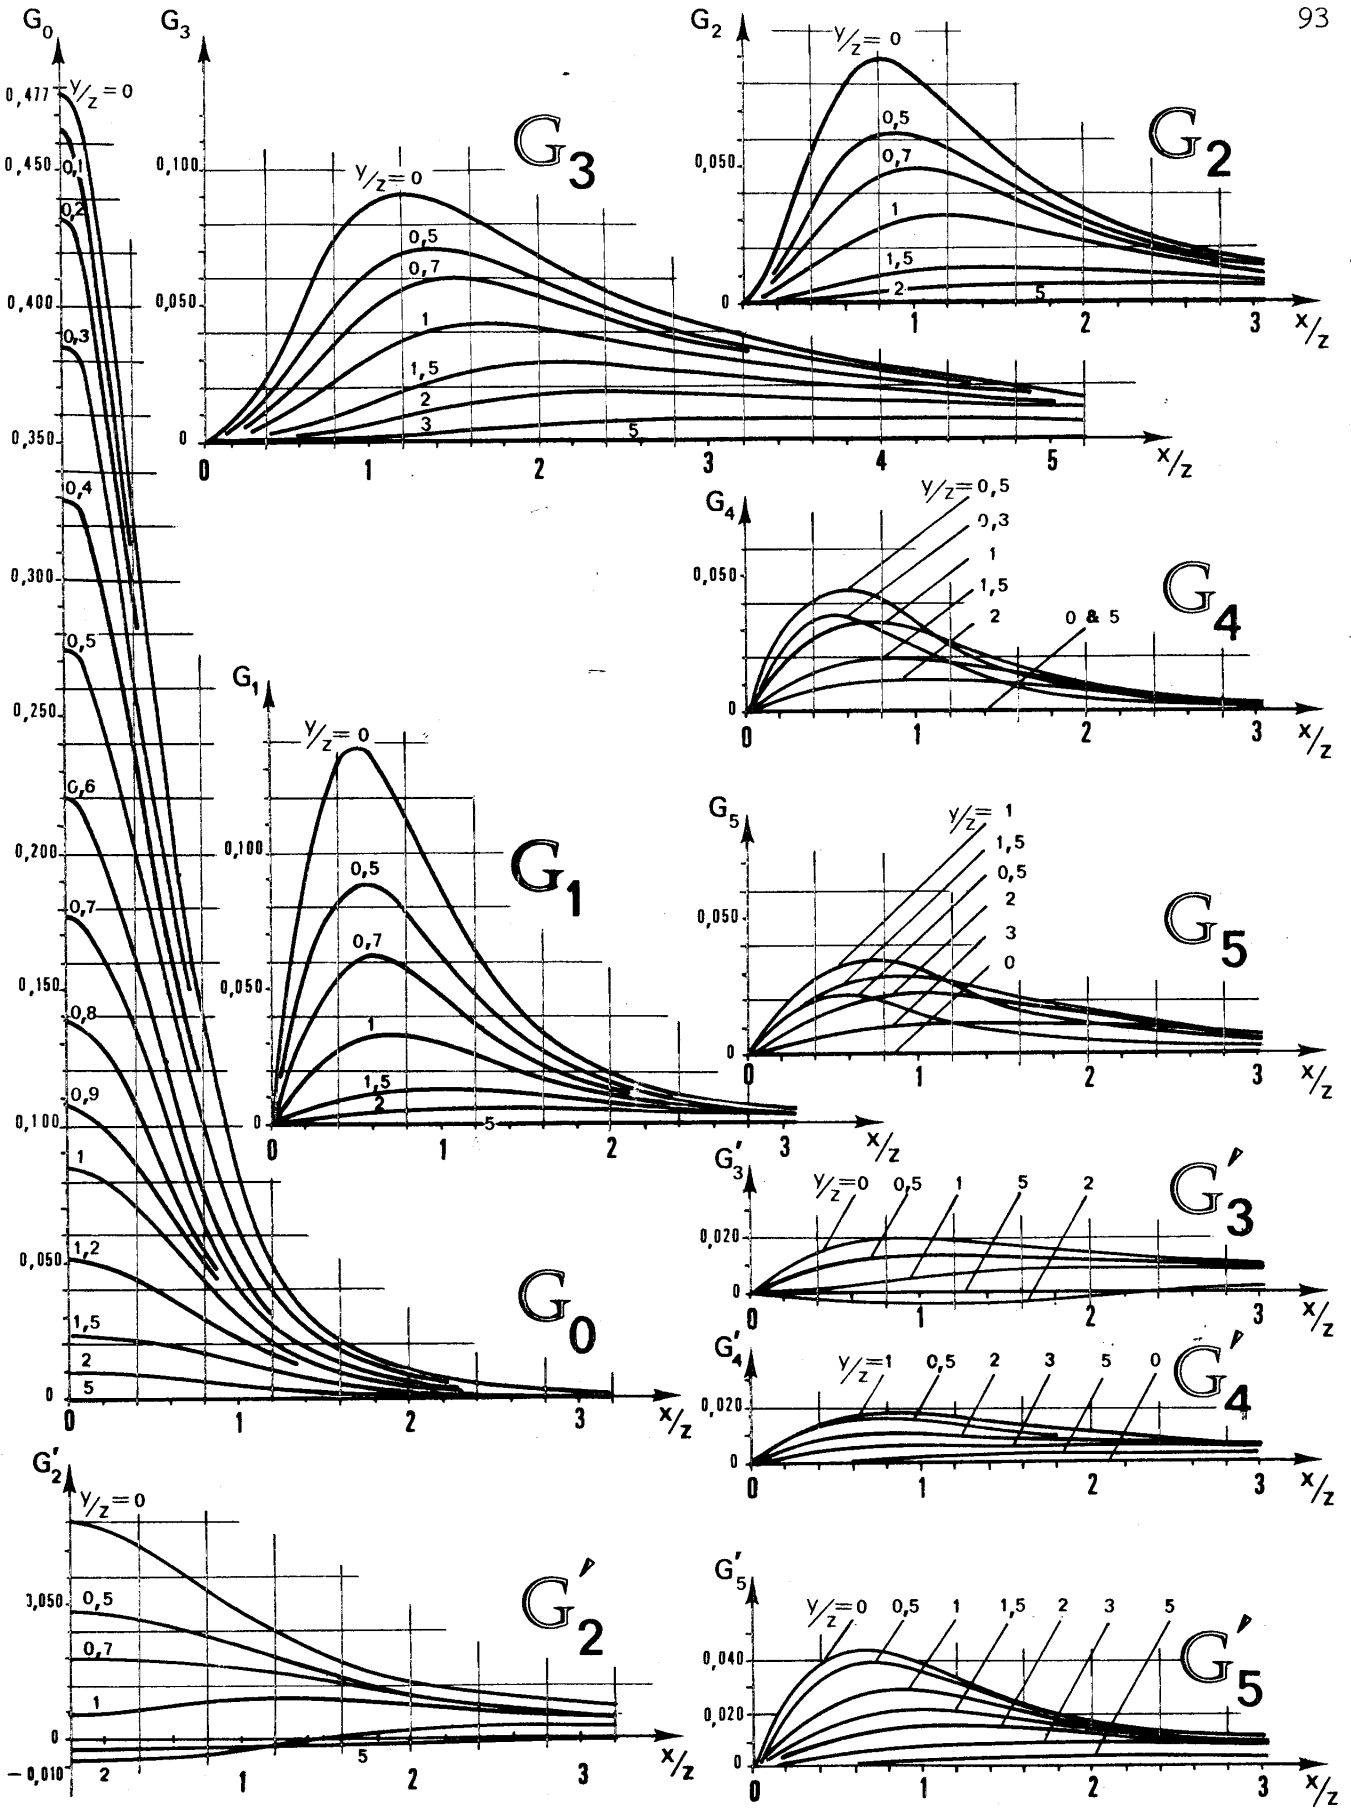 93
G₀
y/z = 0
0,477
0,1
0,450
0,2
0,400
0,3
0,350
0,4
0,300
0,5
0,250
0,6
0,200
0,7
0,150
0,8
0,9
0,100
1
1,2
0,050
1,5
2
5
0
0 1 2 3 x/z
G₀
G₃
y/z = 0
0,100
0,5
0,7
0,050
1
1,5
2
3
5
0
0 1 2 3 4 5 x/z
G₃
G₂
y/z = 0
0,5
0,050
0,7
1
1,5
2
5
0
0 1 2 3 x/z
G₂
G₄
y/z = 0,5
0,3
1
0,050
1,5
2
0 & 5
0
0 1 2 3 x/z
G₄
G₁
y/z = 0
0,100
0,5
0,7
0,050
1
1,5
2
5
0
0 1 2 3 x/z
G₁
G₅
y/z = 1
1,5
0,5
0,050
2
3
0
0
0 1 2 3 x/z
G₅
G′₃
y/z = 0 0,5 1 5 2
0,020
0
0 1 2 3 x/z
G′₃
G′₄
y/z = 1 0,5 2 3 5 0
0,020
0
0 1 2 3 x/z
G′₄
G′₂
y/z = 0
0,5
0,7
1
0
5
−0,010
2
1 2 3 x/z
G′₂
G′₅
y/z = 0 0,5 1 1,5 2 3 5
0,040
0,020
0
0 1 2 3 x/z
G′₅